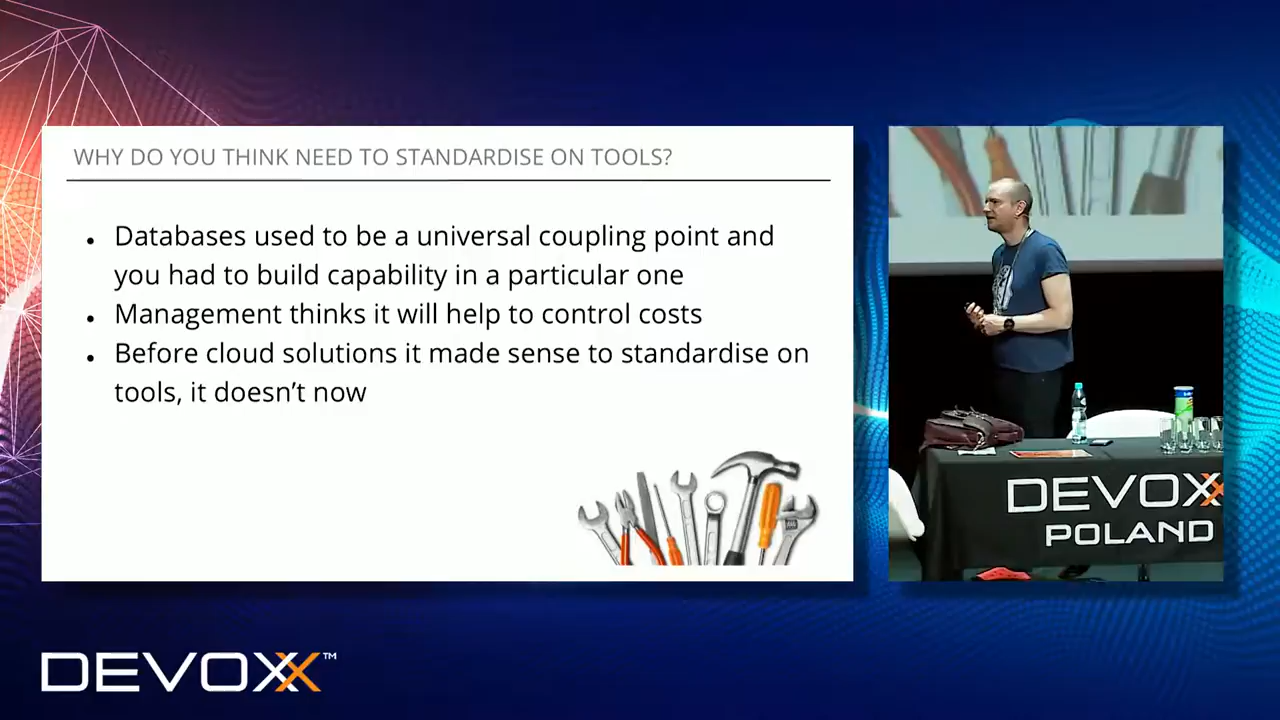 WHY DO YOU THINK NEED TO STANDARDISE ON TOOLS?
Databases used to be a universal coupling point and
you had to build capability in a particular one
Management thinks it will help to control costs
Before cloud solutions it made sense to standardise on
tools, it doesn't now
DEVOXX
POLAND
DEVOXX™